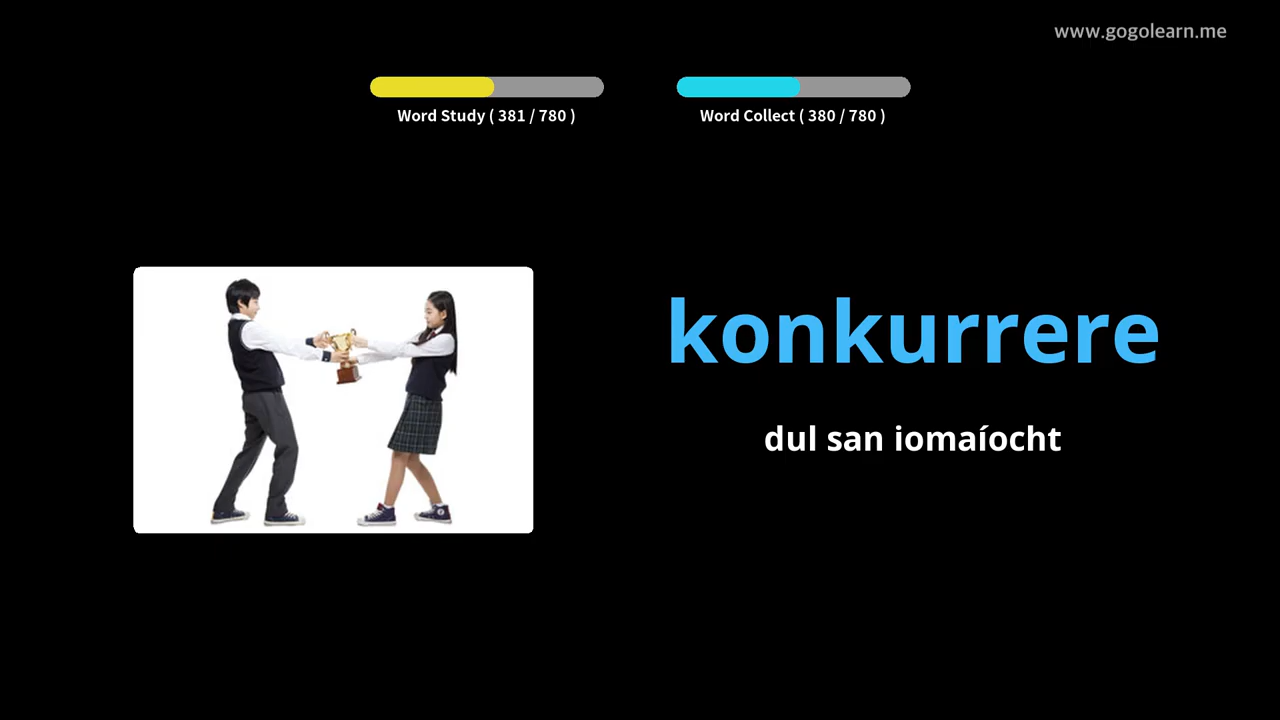 www.gogolearn.me
Word Study ( 381 / 780 )
Word Collect ( 380 / 780 )
konkurrere
dul san iomaíocht